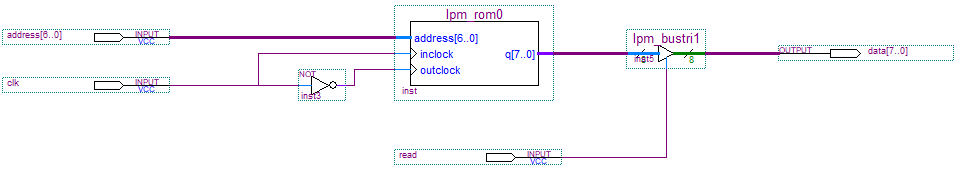 lpm_rom0
address[6..0]
INPUT
VCC
address[6..0]
inclock
q[7..0]
outclock
inst
lpm_bustri1
inst5
8
8
OUTPUT
data[7..0]
clk
INPUT
VCC
NOT
inst3
read
INPUT
VCC